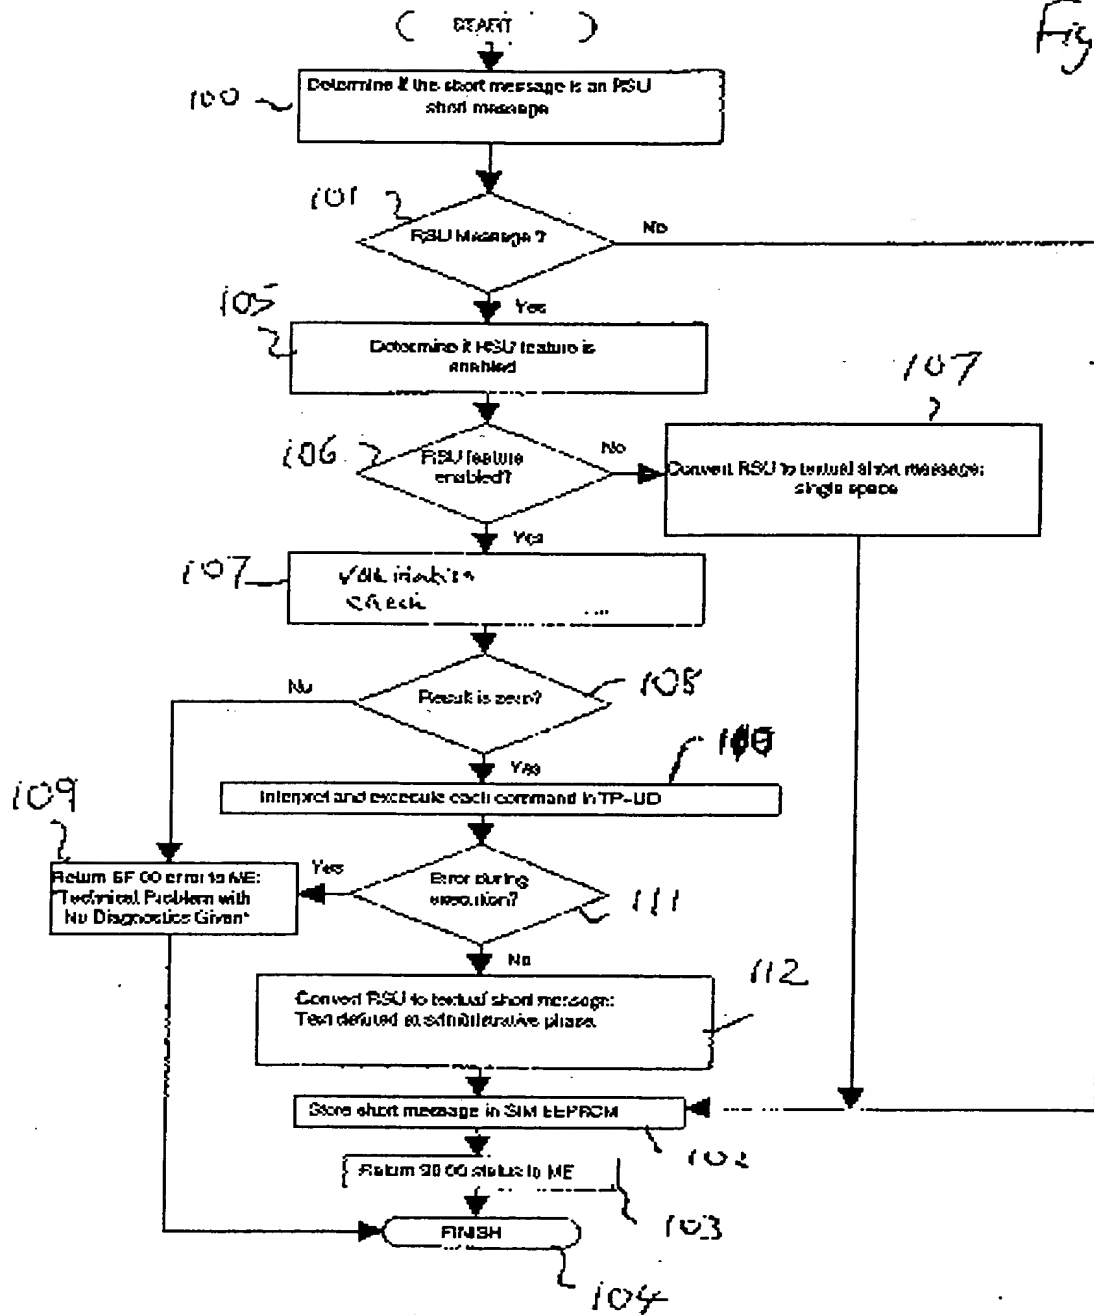 START
Fig
100
Determine if the short message is an RSU
short message
101
RSU Message?
No
Yes
105
Determine if RSU feature is
enabled
107
106
RSU feature
enabled?
No
Convert RSU to textual short message:
single space
Yes
107
check
No
Result is zero?
108
Yes
Interpret and execute each command in TP-UD
109
Return 6F 00 error to ME:
"Technical Problem with
No Diagnostics Given"
Yes
Error during
execution?
111
No
112
Convert RSU to textual short message:
Text defined at administrative phase.
Store short message in SIM EEPROM
102
Return 90 00 status to ME
103
FINISH
104